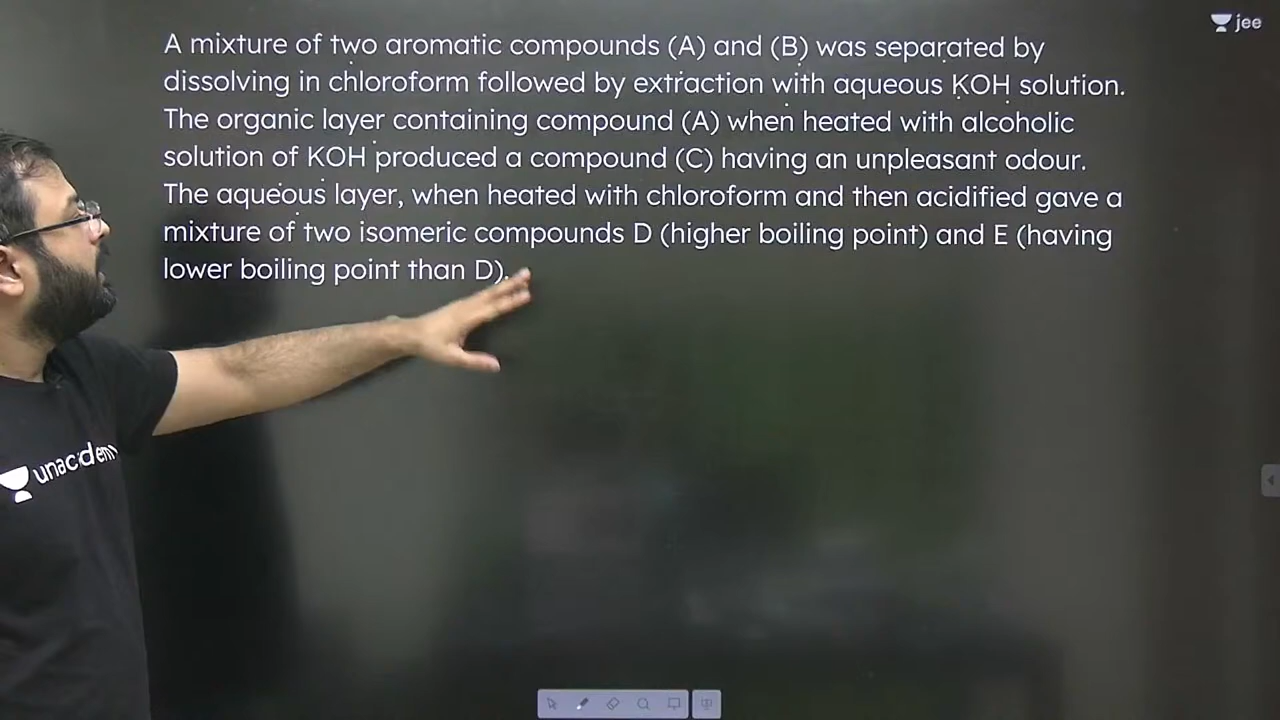 jee
A mixture of two aromatic compounds (A) and (B) was separated by
dissolving in chloroform followed by extraction with aqueous KOH solution.
The organic layer containing compound (A) when heated with alcoholic
solution of KOH produced a compound (C) having an unpleasant odour.
The aqueous layer, when heated with chloroform and then acidified gave a
mixture of two isomeric compounds D (higher boiling point) and E (having
lower boiling point than D).
unacademy